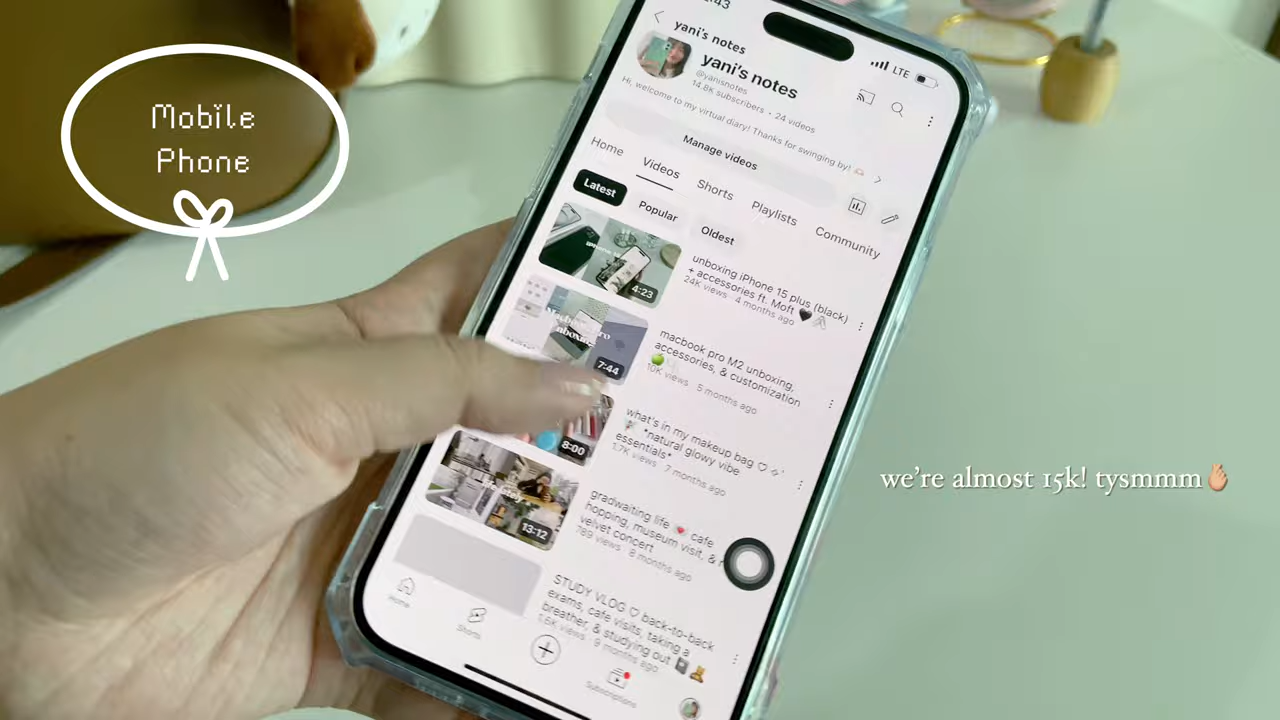 Mobile
Phone
:43
LTE
yani's notes
yani's notes
@yanisnotes
14.8K subscribers • 24 videos
Hi, welcome to my virtual diary! Thanks for swinging by!
Manage videos
Home
Videos
Shorts
Playlists
Community
Latest
Popular
Oldest
4:23
unboxing iPhone 15 plus (black)
+ accessories ft. Moft 🖤
24K views · 4 months ago
7:44
macbook pro M2 unboxing,
accessories, & customization
🍏
10K views · 5 months ago
8:00
what's in my makeup bag ♡
*natural glowy vibe
essentials*
1.7K views · 7 months ago
13:12
gradwaiting life 💌 cafe
hopping, museum visit, &
velvet concert
789 views · 8 months ago
STUDY VLOG ♡ back-to-back
exams, cafe visits, taking a
breather, & studying out
1.6K views · 9 months ago
Home
Shorts
Subscriptions
we're almost 15k! tysmmm🫰🏼